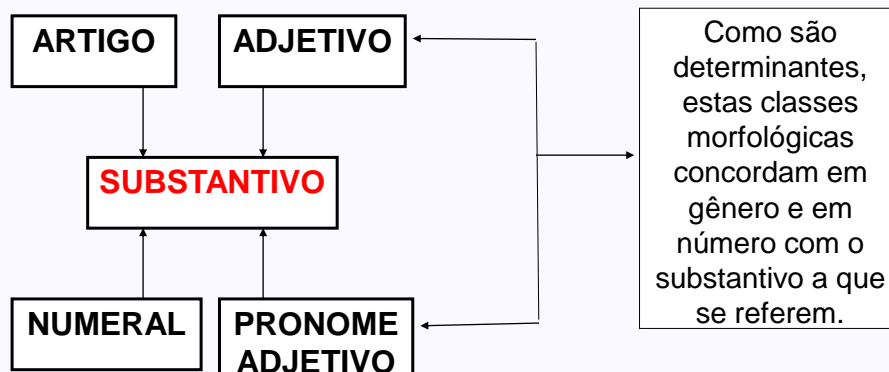 ARTIGO
ADJETIVO
SUBSTANTIVO
NUMERAL
PRONOME
ADJETIVO
Como são
determinantes,
estas classes
morfológicas
concordam em
gênero e em
número com o
substantivo a que
se referem.